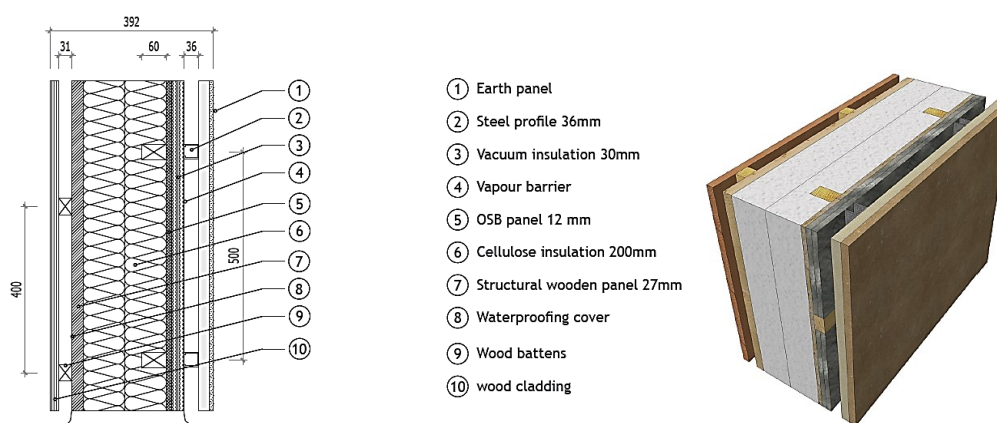 392
31
60
36
400
500
1
2
3
4
5
6
7
8
9
10
1 Earth panel
2 Steel profile 36mm
3 Vacuum insulation 30mm
4 Vapour barrier
5 OSB panel 12 mm
6 Cellulose insulation 200mm
7 Structural wooden panel 27mm
8 Waterproofing cover
9 Wood battens
10 wood cladding